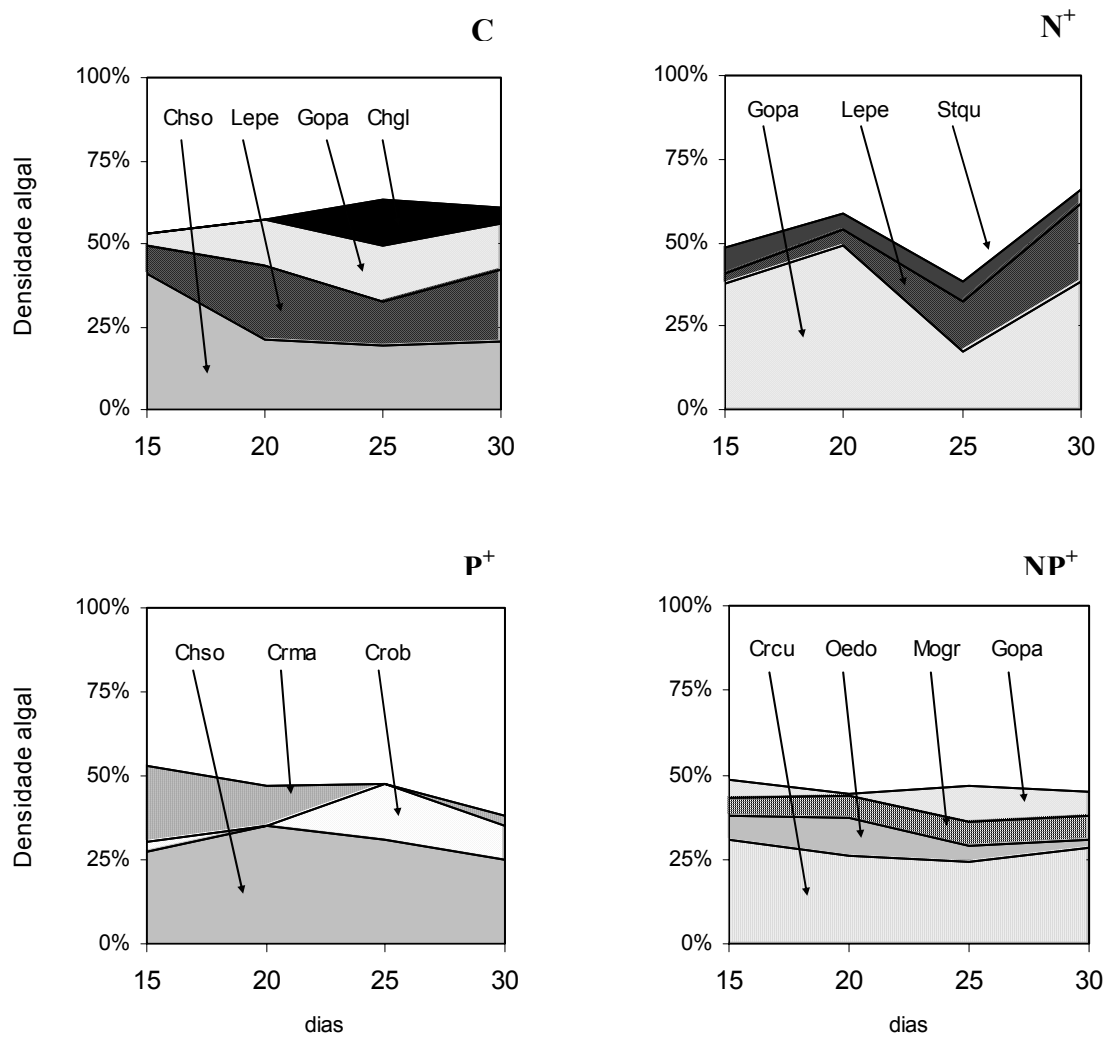 C
Densidade algal
100%
75%
50%
25%
0%
Chso Lepe Gopa Chgl
15 20 25 30
N+
100%
75%
50%
25%
0%
Gopa Lepe Stqu
15 20 25 30
P+
Densidade algal
100%
75%
50%
25%
0%
Chso Crma Crob
15 20 25 30
dias
NP+
100%
75%
50%
25%
0%
Crcu Oedo Mogr Gopa
15 20 25 30
dias